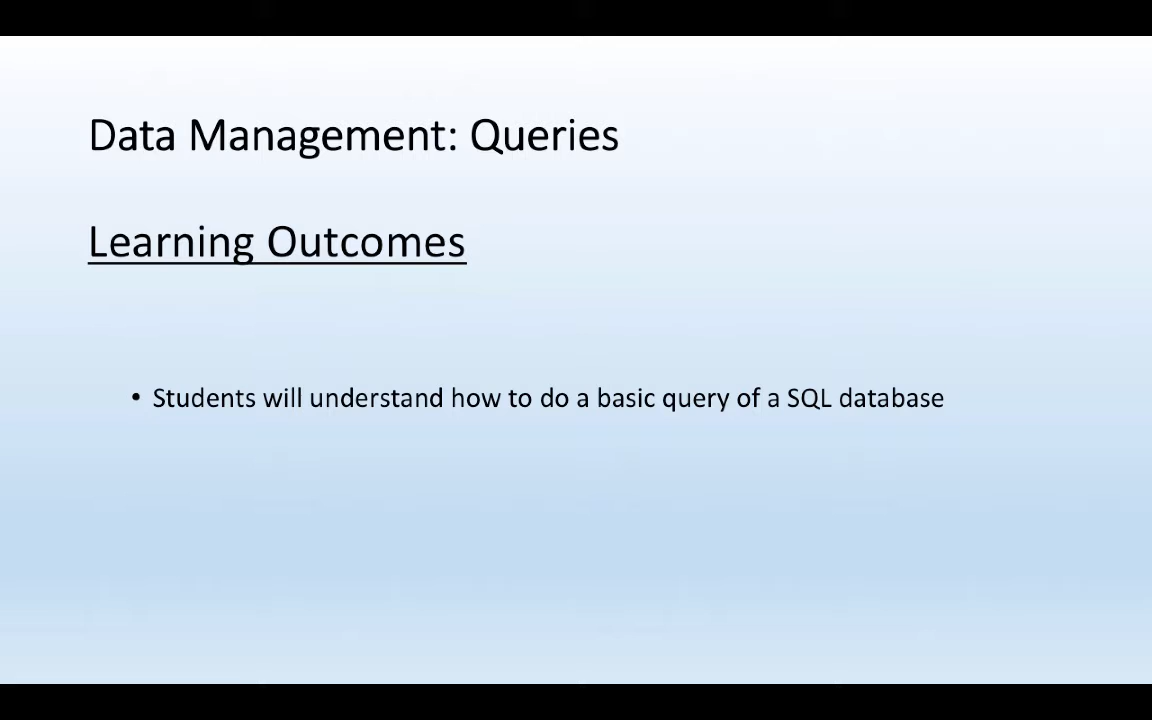 Data Management: Queries
Learning Outcomes
• Students will understand how to do a basic query of a SQL database